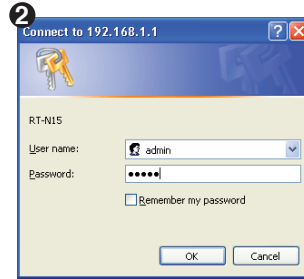 2
Connect to 192.168.1.1
RT-N15
User name:
admin
Password:
•••••
Remember my password
OK
Cancel